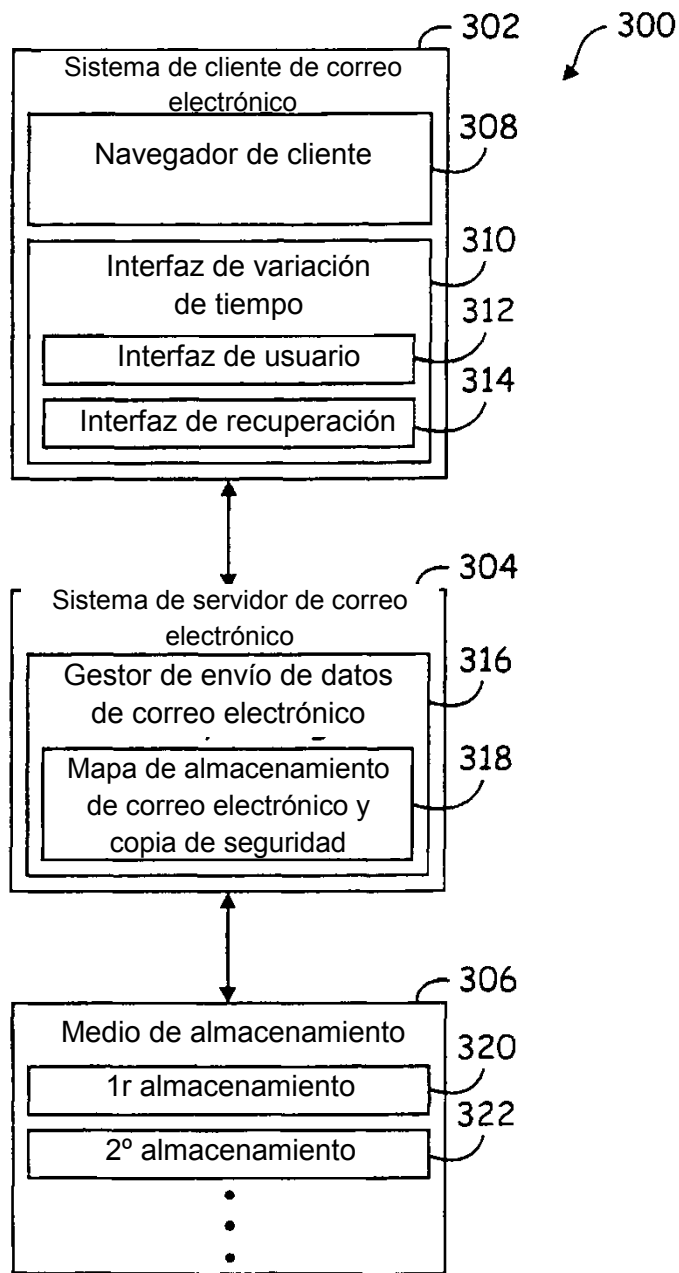 302
300
Sistema de cliente de correo
electrónico
308
Navegador de cliente
310
Interfaz de variación
de tiempo
312
Interfaz de usuario
314
Interfaz de recuperación
304
Sistema de servidor de correo
electrónico
316
Gestor de envío de datos
de correo electrónico
318
Mapa de almacenamiento
de correo electrónico y
copia de seguridad
306
Medio de almacenamiento
320
1r almacenamiento
322
2º almacenamiento